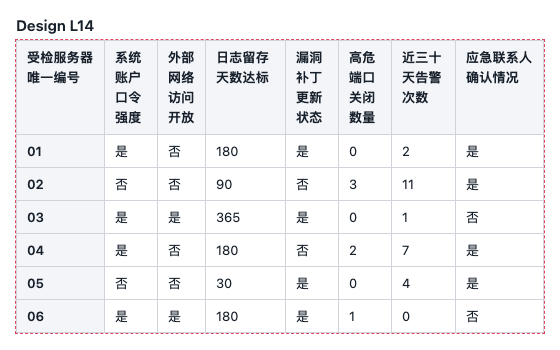 Design L14
受检服务器 系统 外部 日志留存 漏洞 高危 近三十 应急联系人
唯一编号 账户 网络 天数达标 补丁 端口 天告警 确认情况
口令 访问 更新 关闭 次数
强度 开放 状态 数量
01 是 否 180 是 0 2 是
02 否 否 90 否 3 11 是
03 是 是 365 是 0 1 否
04 是 否 180 否 2 7 是
05 否 否 30 是 0 4 是
06 是 是 180 是 1 0 否